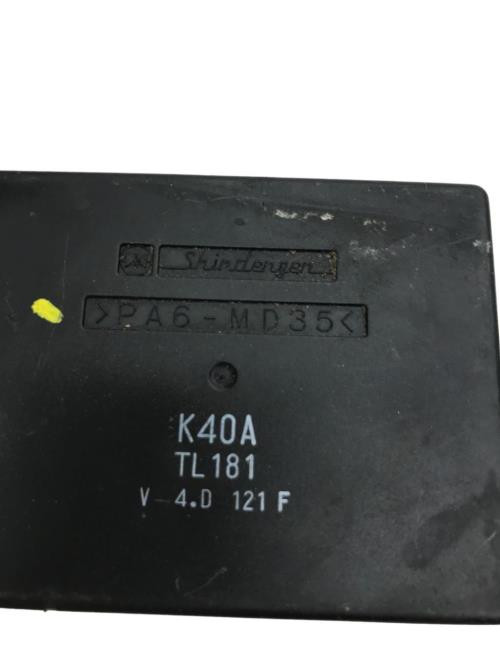 Shindengen
>PA6-MD35<
K40A
TL181
V 4.D 121 F